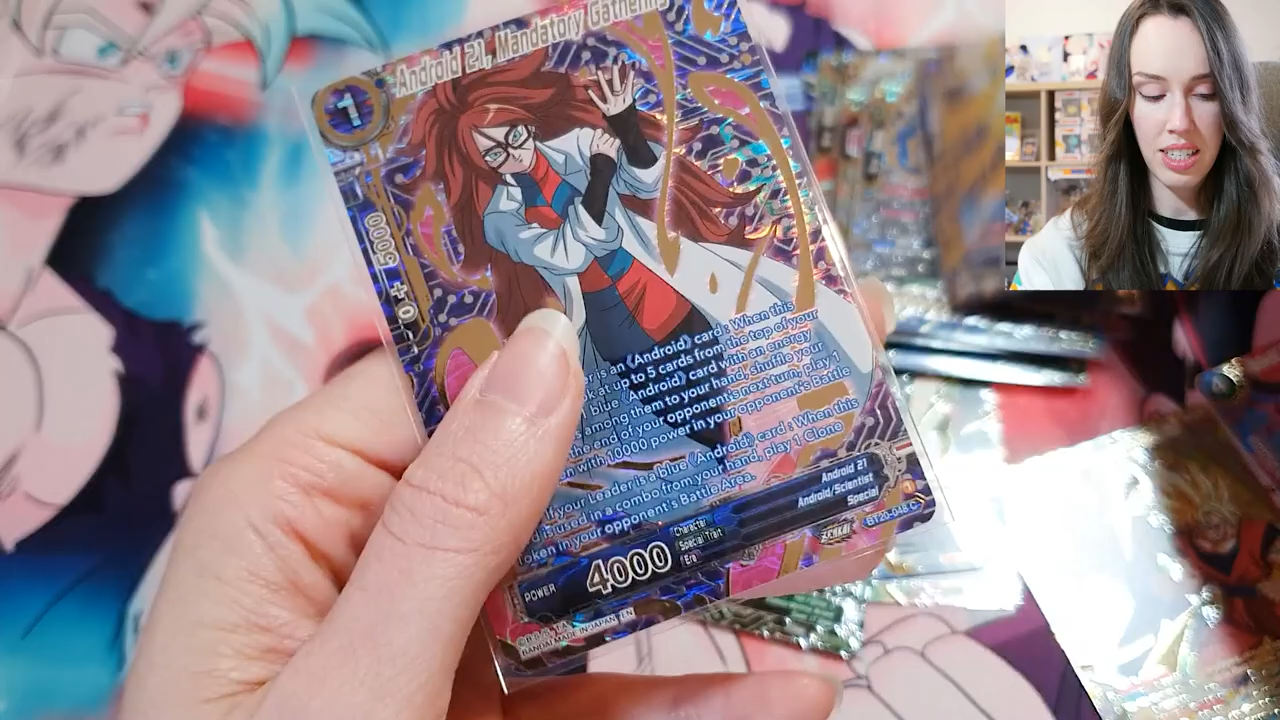 Android 21, Mandatory Gathering
1
0 + 5000
er is an 《Android》 card : When this
k at up to 5 cards from the top of your
1 blue 《Android》 card with an energy
among them to your hand, shuffle your
he end of your opponent's next turn, play 1
n with 10000 power in your opponent's Battle
If your Leader is a blue 《Android》 card : When this
d is used in a combo from your hand, play 1 Clone
Token in your opponent's Battle Area.
POWER 4000
Character
Special Trait
Era
Android 21
Android/Scientist
Special
ZENKAI
BT20-048 C
BANDAI MADE IN JAPAN EN